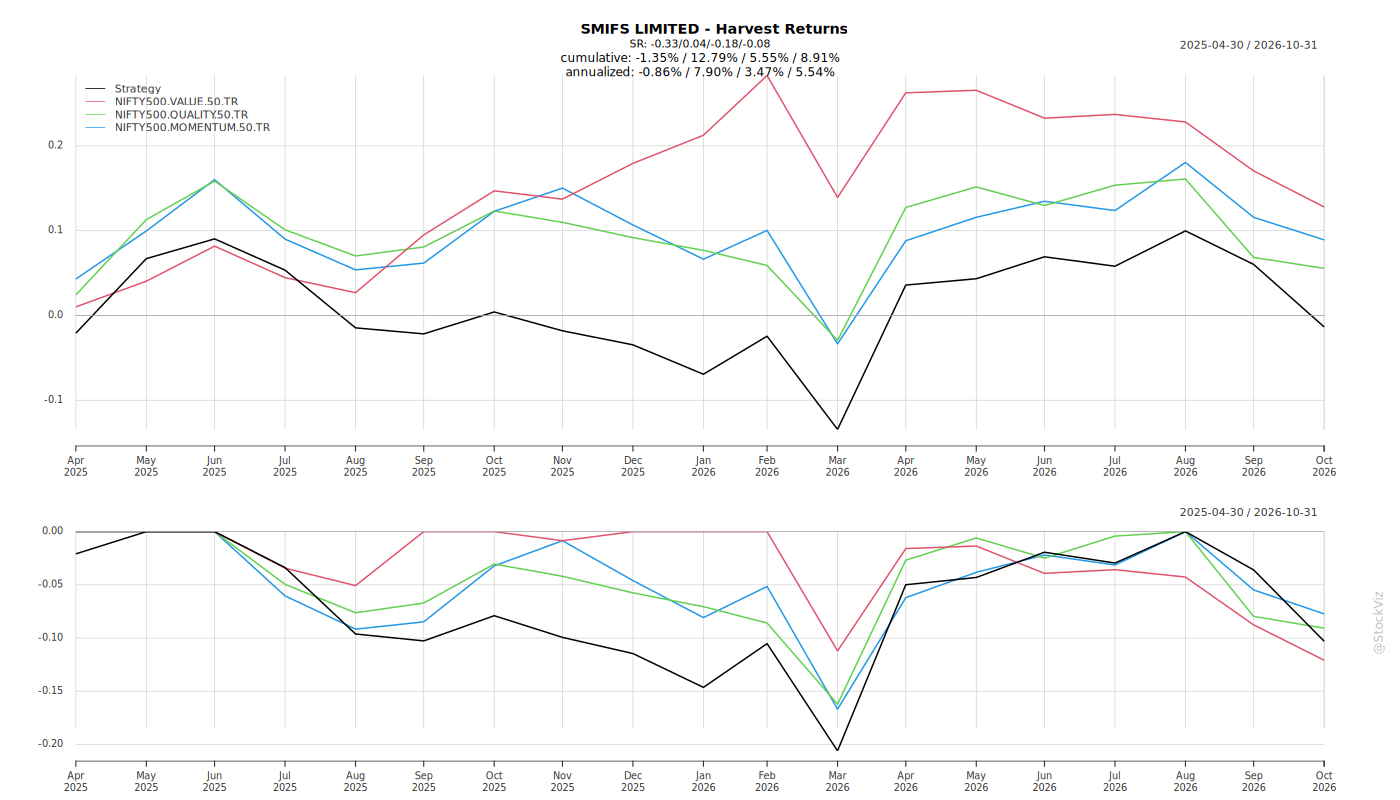 SMIFS LIMITED - Harvest Returns
SR: -0.33/0.04/-0.18/-0.08
2025-04-30 / 2026-10-31
cumulative: -1.35% / 12.79% / 5.55% / 8.91%
annualized: -0.86% / 7.90% / 3.47% / 5.54%
Strategy
NIFTY500.VALUE.50.TR
NIFTY500.QUALITY.50.TR
NIFTY500.MOMENTUM.50.TR
0.2
0.1
0.0
-0.1
Apr May Jun Jul Aug Sep Oct Nov Dec Jan Feb Mar Apr May Jun Jul Aug Sep Oct
2025 2025 2025 2025 2025 2025 2025 2025 2025 2026 2026 2026 2026 2026 2026 2026 2026 2026 2026
2025-04-30 / 2026-10-31
0.00
-0.05
-0.10
-0.15
-0.20
Apr May Jun Jul Aug Sep Oct Nov Dec Jan Feb Mar Apr May Jun Jul Aug Sep Oct
2025 2025 2025 2025 2025 2025 2025 2025 2025 2026 2026 2026 2026 2026 2026 2026 2026 2026 2026
@StockViz